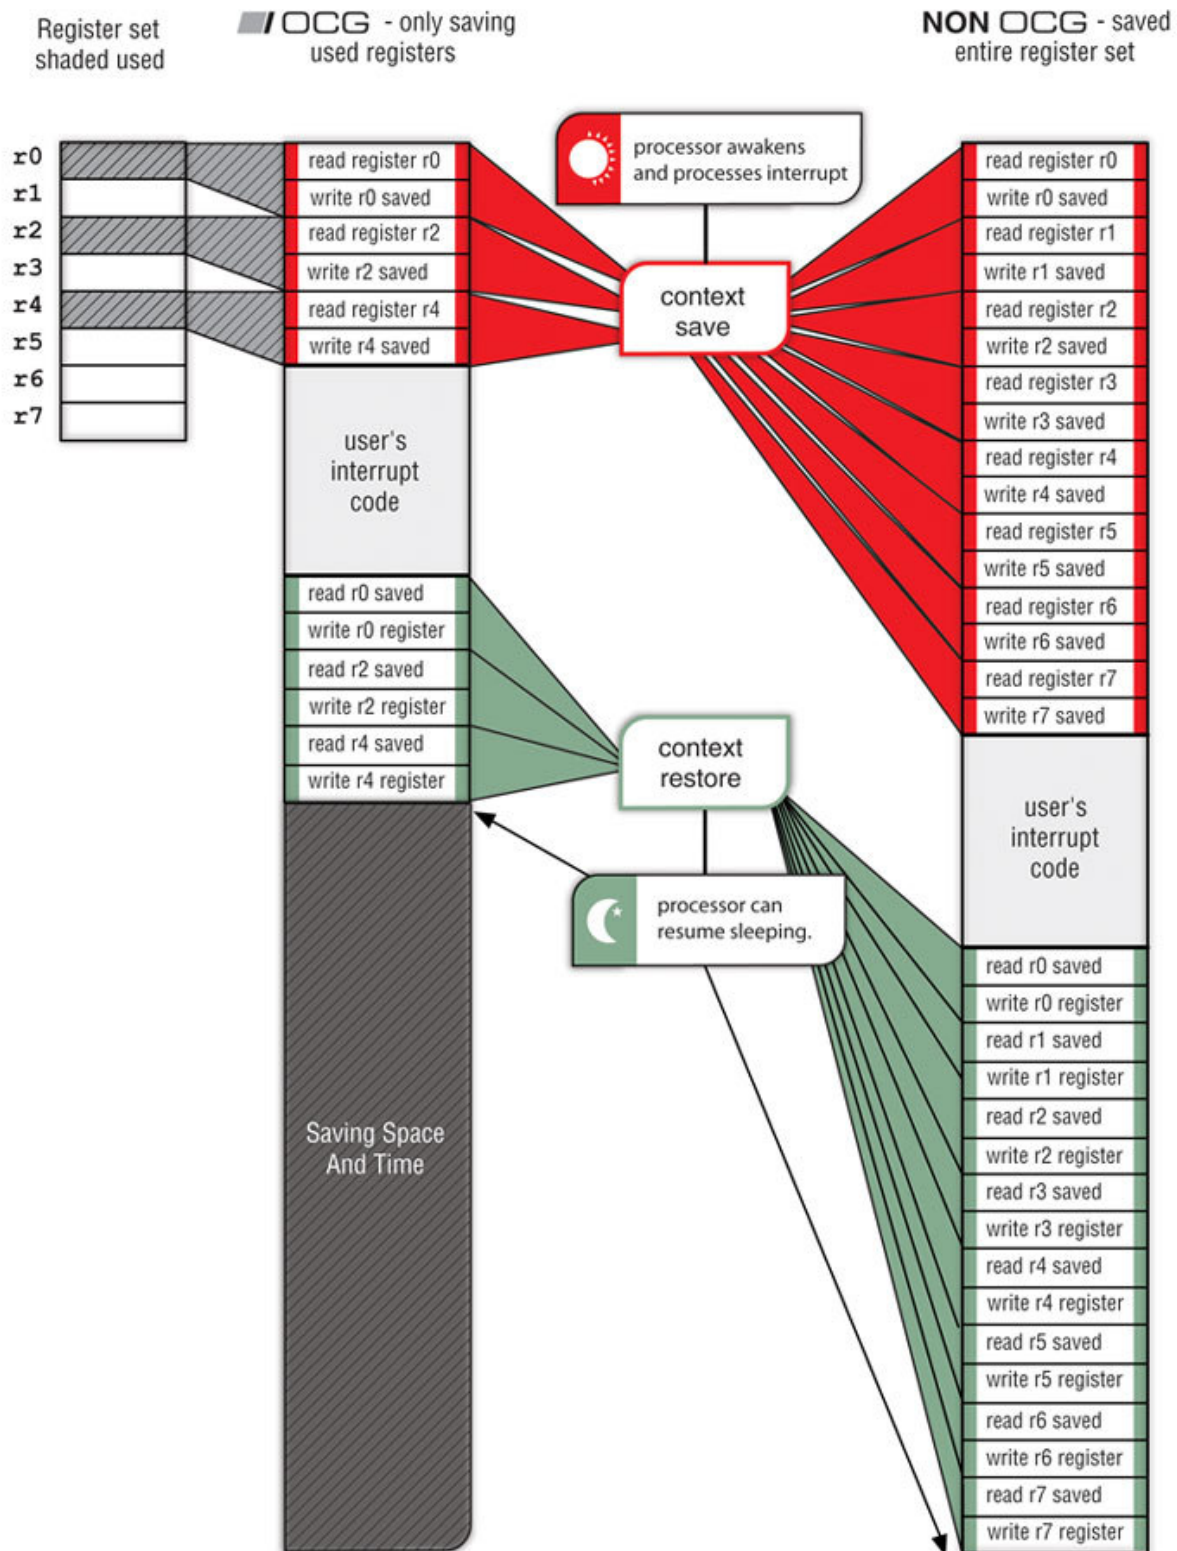 Register set
shaded used
OCG - only saving
used registers
NON OCG - saved
entire register set
r0
r1
r2
r3
r4
r5
r6
r7
read register r0
write r0 saved
read register r2
write r2 saved
read register r4
write r4 saved
user's
interrupt
code
read r0 saved
write r0 register
read r2 saved
write r2 register
read r4 saved
write r4 register
Saving Space
And Time
processor awakens
and processes interrupt
context
save
context
restore
processor can
resume sleeping.
read register r0
write r0 saved
read register r1
write r1 saved
read register r2
write r2 saved
read register r3
write r3 saved
read register r4
write r4 saved
read register r5
write r5 saved
read register r6
write r6 saved
read register r7
write r7 saved
user's
interrupt
code
read r0 saved
write r0 register
read r1 saved
write r1 register
read r2 saved
write r2 register
read r3 saved
write r3 register
read r4 saved
write r4 register
read r5 saved
write r5 register
read r6 saved
write r6 register
read r7 saved
write r7 register